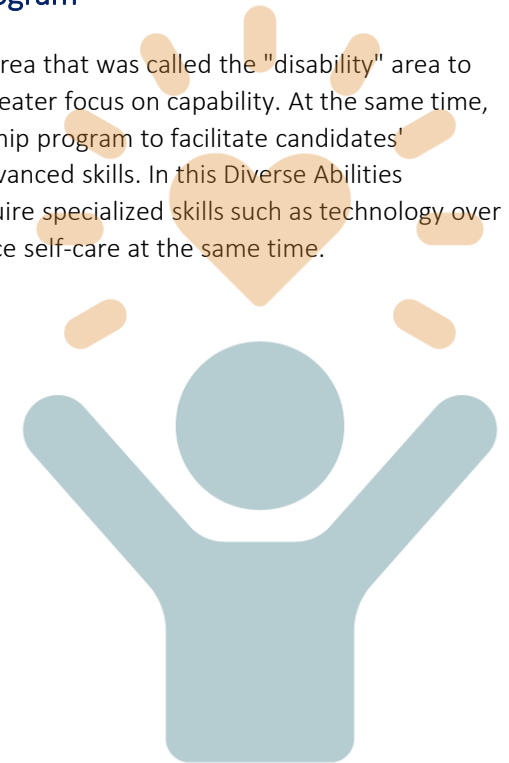 ogram
rea that was called the "disability" area to
eater focus on capability. At the same time,
hip program to facilitate candidates'
vanced skills. In this Diverse Abilities
uire specialized skills such as technology over
ce self-care at the same time.